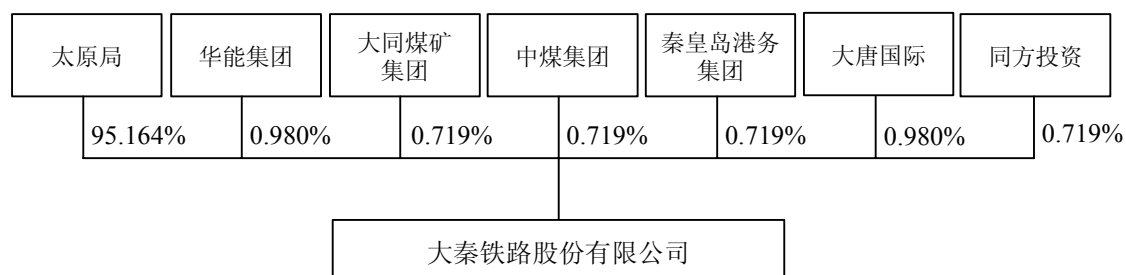 太原局
华能集团
大同煤矿
集团
中煤集团
秦皇岛港务
集团
大唐国际
同方投资
95.164%
0.980%
0.719%
0.719%
0.719%
0.980%
0.719%
大秦铁路股份有限公司